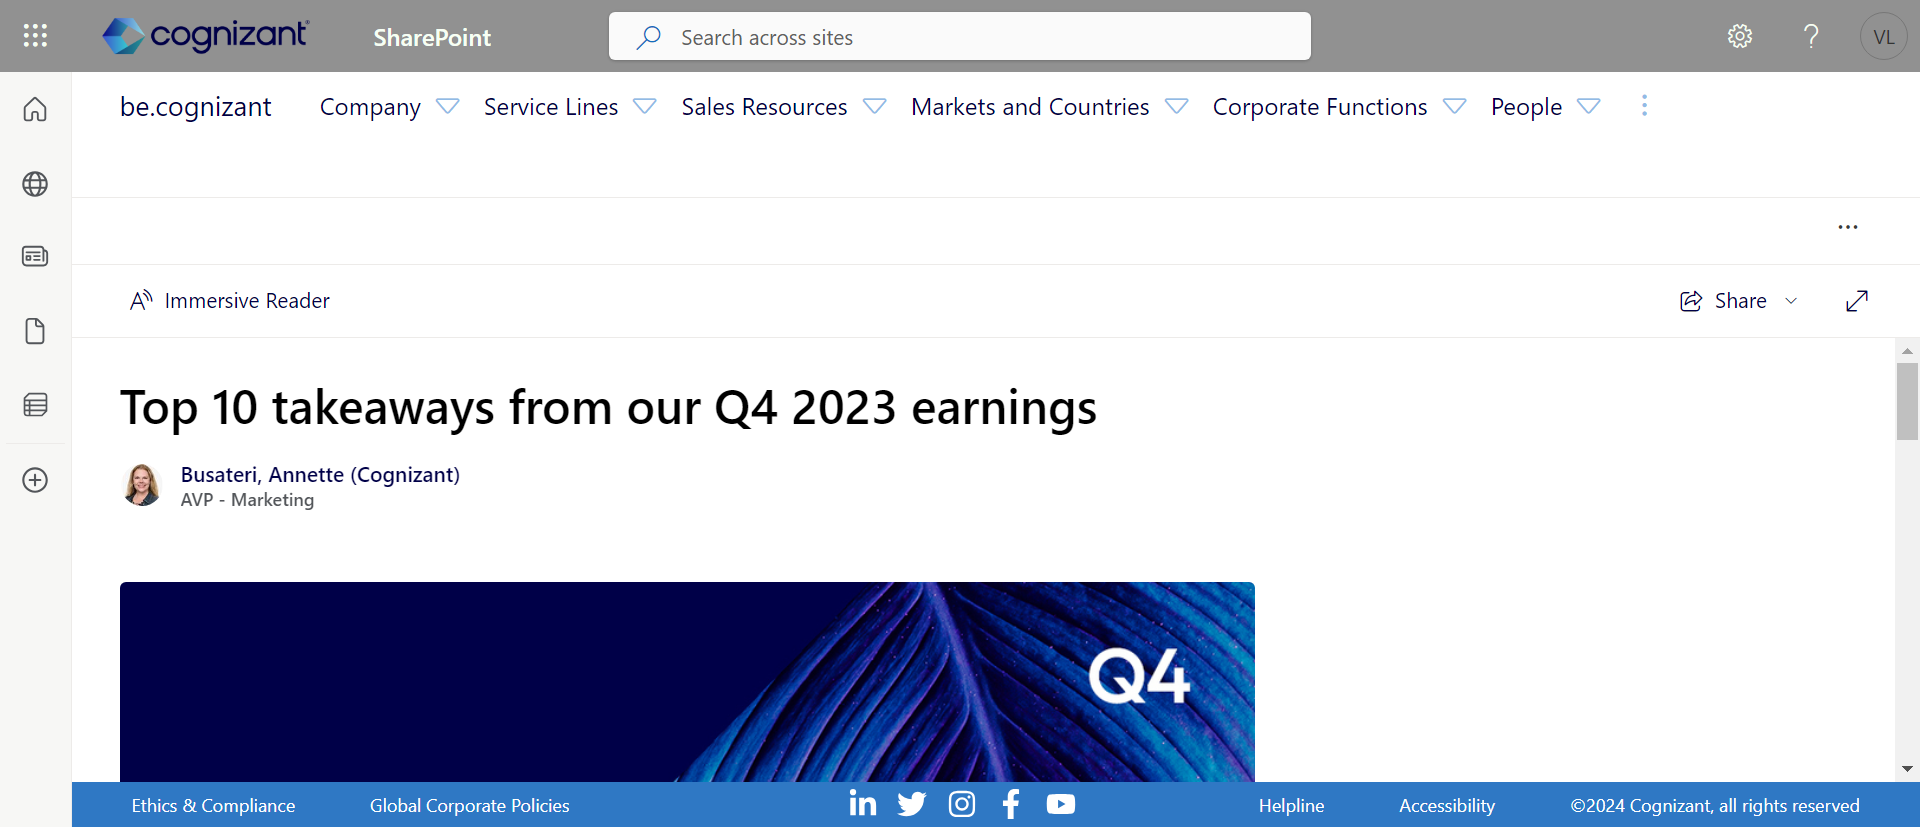 cognizant
SharePoint
Search across sites
VL
be.cognizant
Company
Service Lines
Sales Resources
Markets and Countries
Corporate Functions
People
Immersive Reader
Share
Top 10 takeaways from our Q4 2023 earnings
Busateri, Annette (Cognizant)
AVP - Marketing
Q4
Ethics & Compliance
Global Corporate Policies
Helpline
Accessibility
©2024 Cognizant, all rights reserved